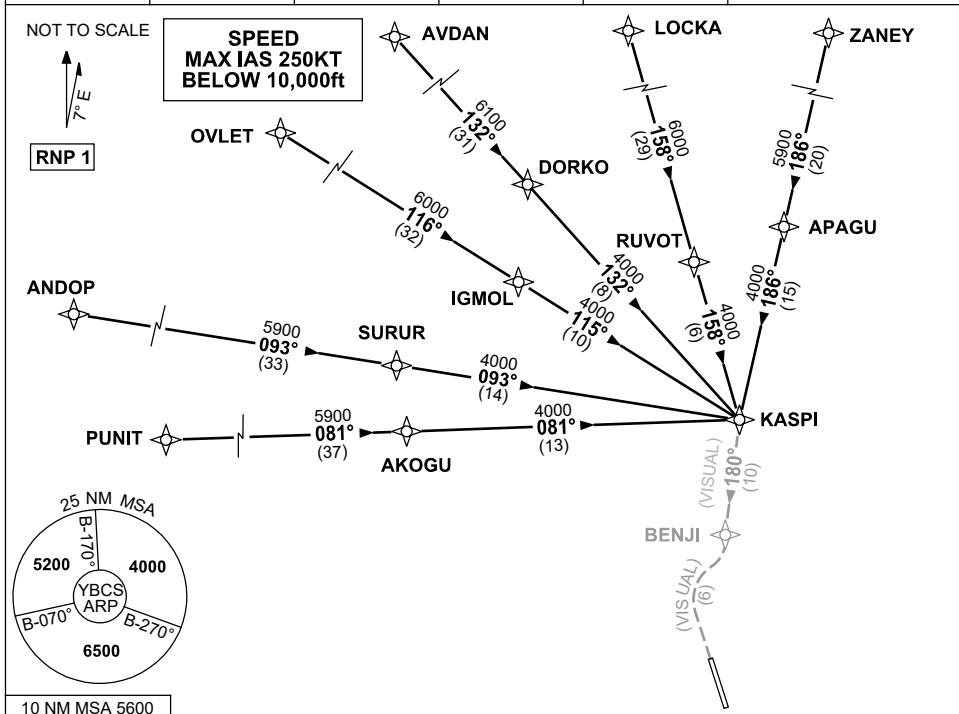 NOT TO SCALE
7° E
RNP 1
SPEED
MAX IAS 250KT
BELOW 10,000ft
AVDAN
LOCKA
ZANEY
OVLET
6100
132°
(31)
6000
158°
(29)
5900
186°
(20)
DORKO
6000
116°
(32)
RUVOT
APAGU
ANDOP
IGMOL
4000
132°
(8)
4000
115°
(10)
4000
158°
(6)
4000
186°
(15)
5900
093°
(33)
SURUR
4000
093°
(14)
KASPI
PUNIT
5900
081°
(37)
AKOGU
4000
081°
(13)
(VISUAL)
180°
(10)
BENJI
(VISUAL)
(6)
25 NM MSA
B-170°
5200
4000
YBCS
ARP
B-070°
B-270°
6500
10 NM MSA 5600